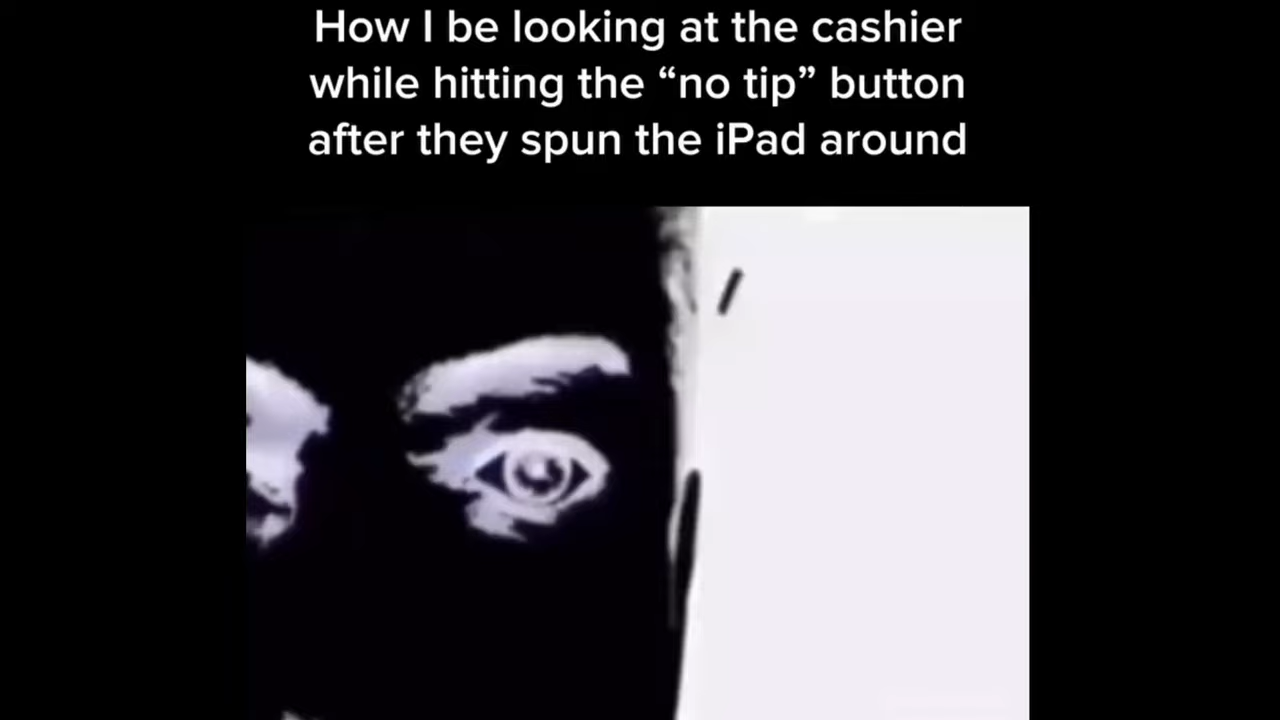 How I be looking at the cashier
while hitting the “no tip” button
after they spun the iPad around